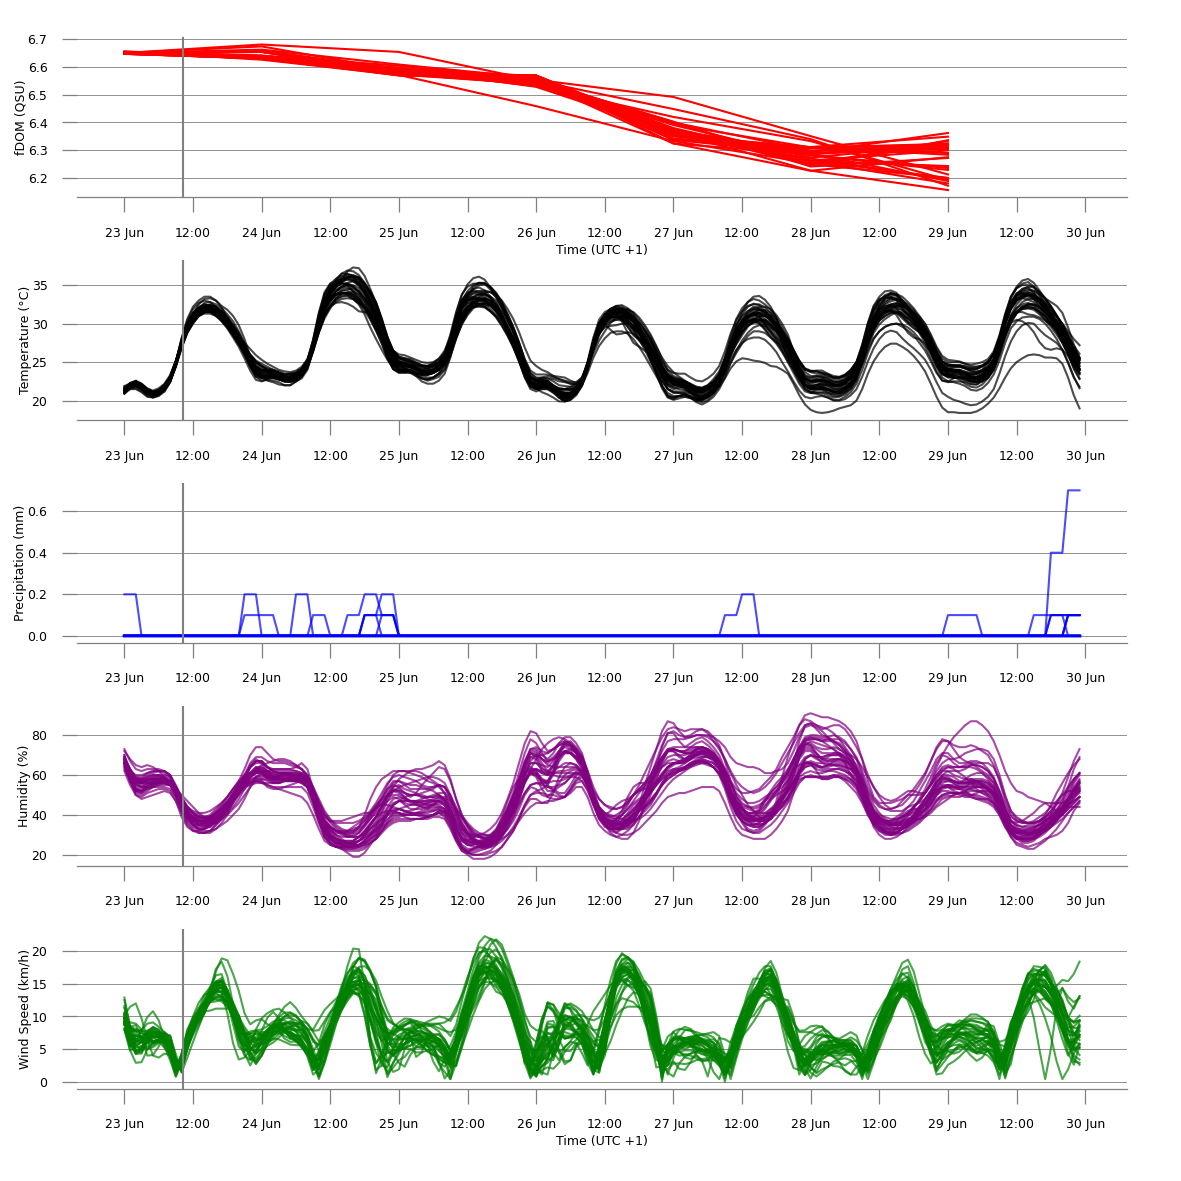 6.7
6.6
6.5
6.4
6.3
6.2
fDOM (QSU)
23 Jun 12:00 24 Jun 12:00 25 Jun 12:00 26 Jun 12:00 27 Jun 12:00 28 Jun 12:00 29 Jun 12:00 30 Jun
Time (UTC +1)
35
30
25
20
Temperature (°C)
23 Jun 12:00 24 Jun 12:00 25 Jun 12:00 26 Jun 12:00 27 Jun 12:00 28 Jun 12:00 29 Jun 12:00 30 Jun
0.6
0.4
0.2
0.0
Precipitation (mm)
23 Jun 12:00 24 Jun 12:00 25 Jun 12:00 26 Jun 12:00 27 Jun 12:00 28 Jun 12:00 29 Jun 12:00 30 Jun
80
60
40
20
Humidity (%)
23 Jun 12:00 24 Jun 12:00 25 Jun 12:00 26 Jun 12:00 27 Jun 12:00 28 Jun 12:00 29 Jun 12:00 30 Jun
20
15
10
5
0
Wind Speed (km/h)
23 Jun 12:00 24 Jun 12:00 25 Jun 12:00 26 Jun 12:00 27 Jun 12:00 28 Jun 12:00 29 Jun 12:00 30 Jun
Time (UTC +1)